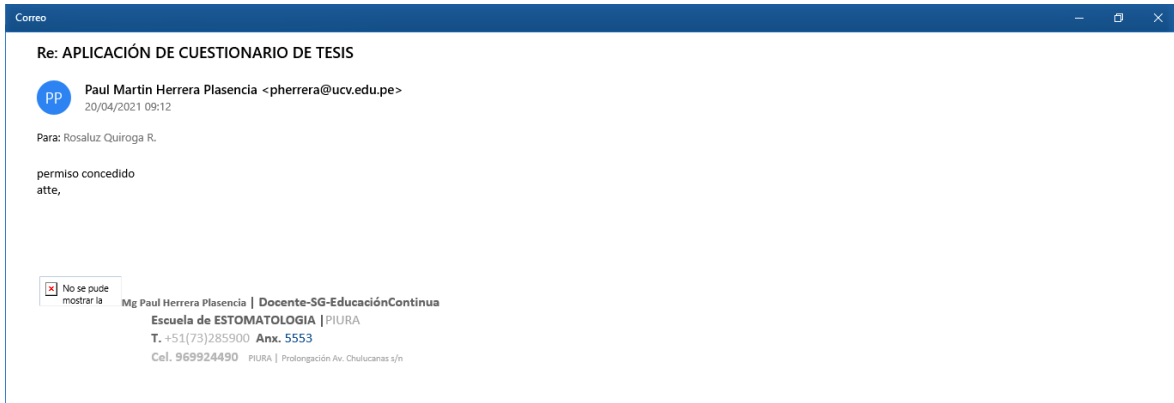 Correo
Re: APLICACIÓN DE CUESTIONARIO DE TESIS
PP
Paul Martin Herrera Plasencia <pherrera@ucv.edu.pe>
20/04/2021 09:12
Para: Rosaluz Quiroga R.
permiso concedido
atte,
No se pude
mostrar la
Mg Paul Herrera Plasencia | Docente-SG-EducaciónContinua
Escuela de ESTOMATOLOGIA |PIURA
T. +51(73)285900 Anx. 5553
Cel. 969924490 PIURA | Prolongación Av. Chulucanas s/n